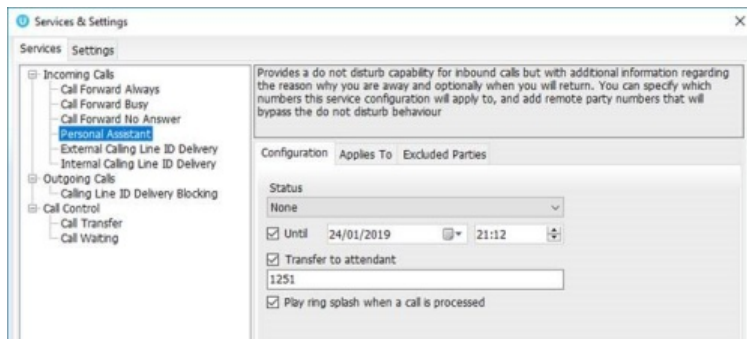 Services & Settings
Services Settings
Incoming Calls
Call Forward Always
Call Forward Busy
Call Forward No Answer
Personal Assistant
External Calling Line ID Delivery
Internal Calling Line ID Delivery
Outgoing Calls
Calling Line ID Delivery Blocking
Call Control
Call Transfer
Call Waiting
Provides a do not disturb capability for inbound calls but with additional information regarding
the reason why you are away and optionally when you will return. You can specify which
numbers this service configuration will apply to, and add remote party numbers that will
bypass the do not disturb behaviour
Configuration Applies To Excluded Parties
Status
None
Until 24/01/2019 21:12
Transfer to attendant
1251
Play ring splash when a call is processed